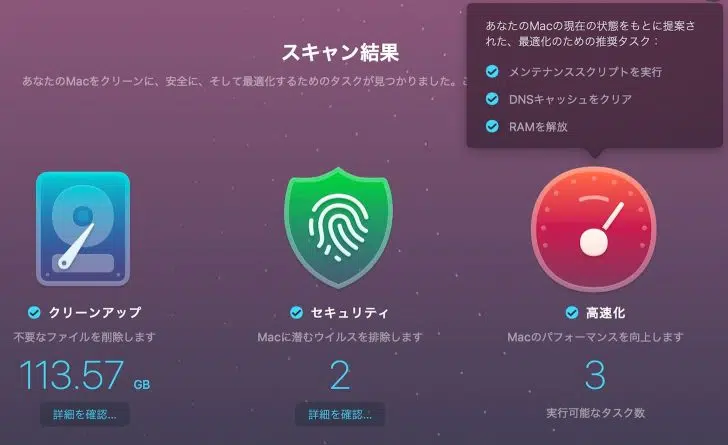 スキャン結果
あなたのMacをクリーンに、安全に、そして最適化するためのタスクが見つかりました。こ
あなたのMacの現在の状態をもとに提案さ
れた、最適化のための推奨タスク：
メンテナンススクリプトを実行
DNSキャッシュをクリア
RAMを解放
クリーンアップ
不要なファイルを削除します
113.57 GB
詳細を確認...
セキュリティ
Macに潜むウイルスを排除します
2
詳細を確認...
高速化
Macのパフォーマンスを向上します
3
実行可能なタスク数